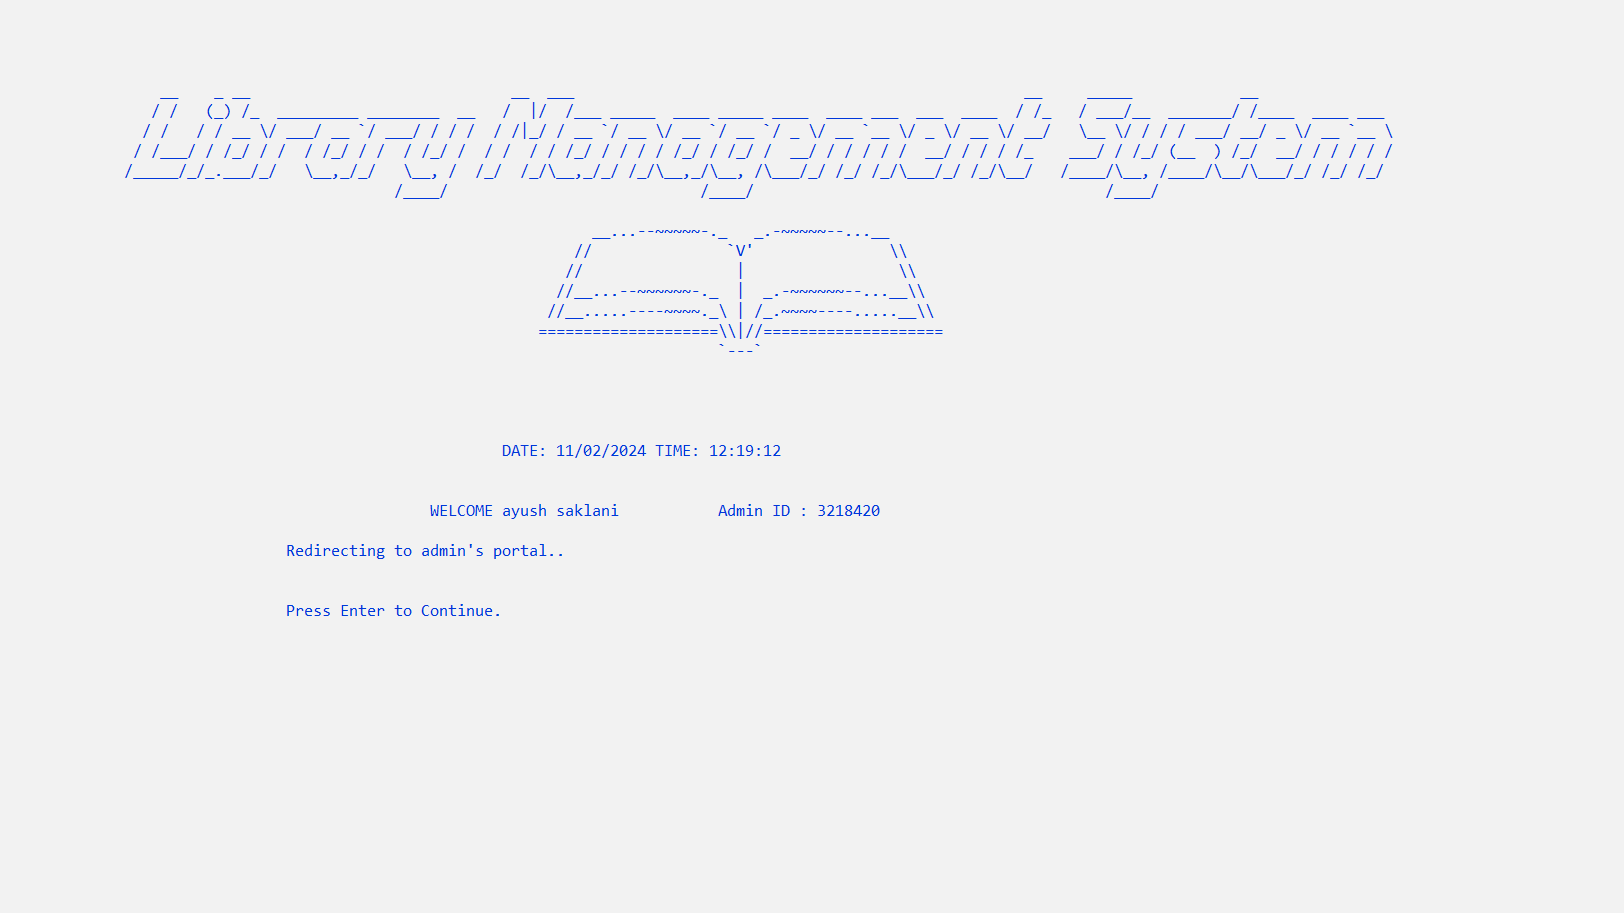 Library Management System
DATE: 11/02/2024 TIME: 12:19:12
WELCOME ayush saklani Admin ID : 3218420
Redirecting to admin's portal..
Press Enter to Continue.